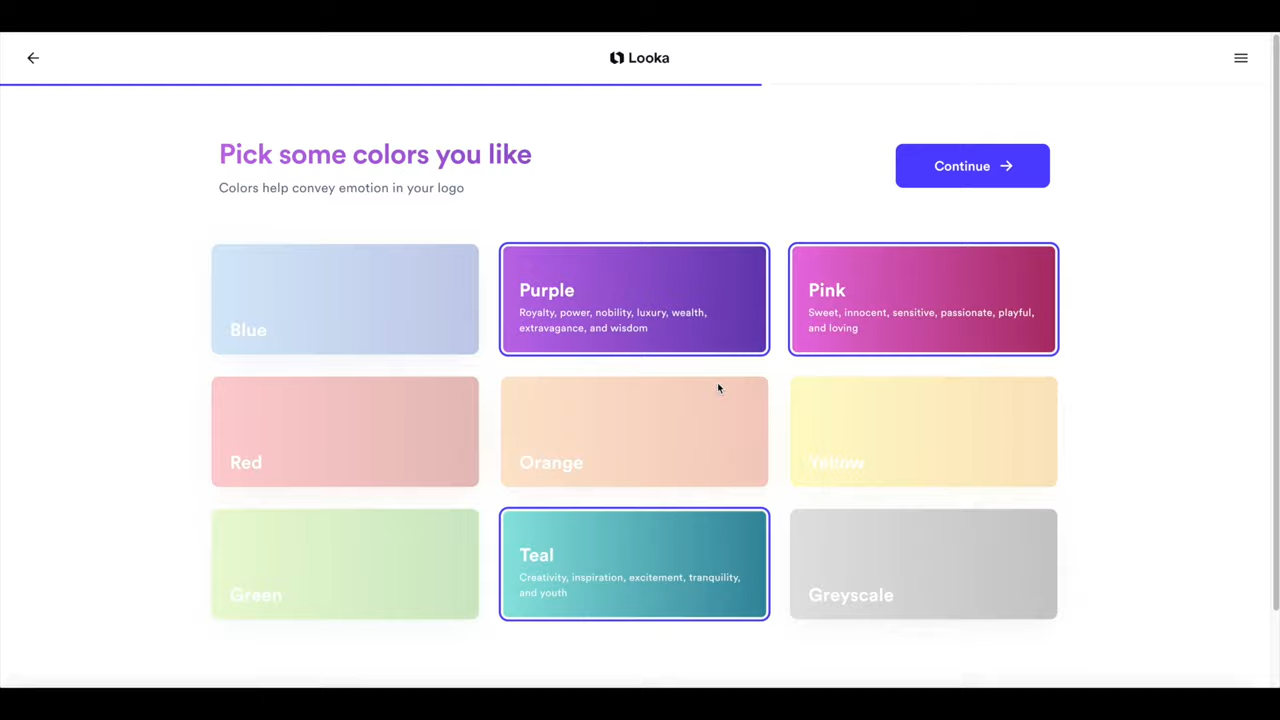 Looka
Pick some colors you like
Colors help convey emotion in your logo
Continue
Blue
Purple
Royalty, power, nobility, luxury, wealth,
extravagance, and wisdom
Pink
Sweet, innocent, sensitive, passionate, playful,
and loving
Red
Orange
Yellow
Green
Teal
Creativity, inspiration, excitement, tranquility,
and youth
Greyscale